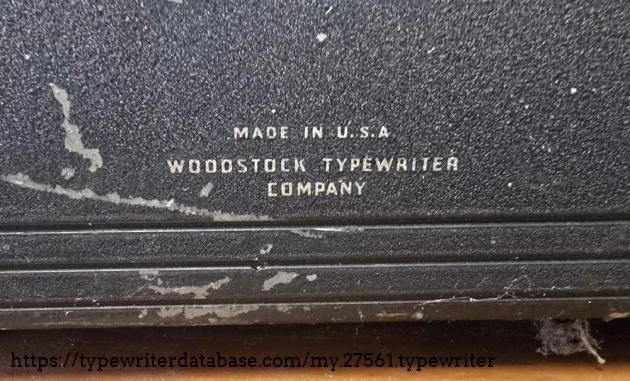 MADE IN U.S.A
WOODSTOCK TYPEWRITER
COMPANY
https://typewriterdatabase.com/my.27561.typewriter